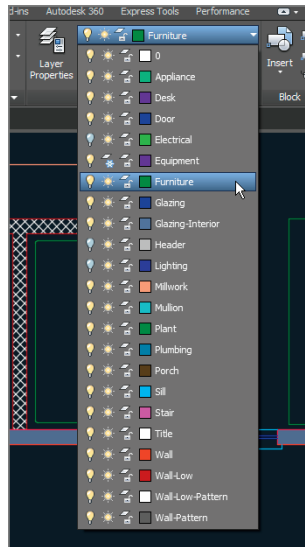 d-ins Autodesk 360 Express Tools Performance
Furniture
Layer
Properties
Insert
Block
0
Appliance
Desk
Door
Electrical
Equipment
Furniture
Glazing
Glazing-Interior
Header
Lighting
Millwork
Mullion
Plant
Plumbing
Porch
Sill
Stair
Title
Wall
Wall-Low
Wall-Low-Pattern
Wall-Pattern